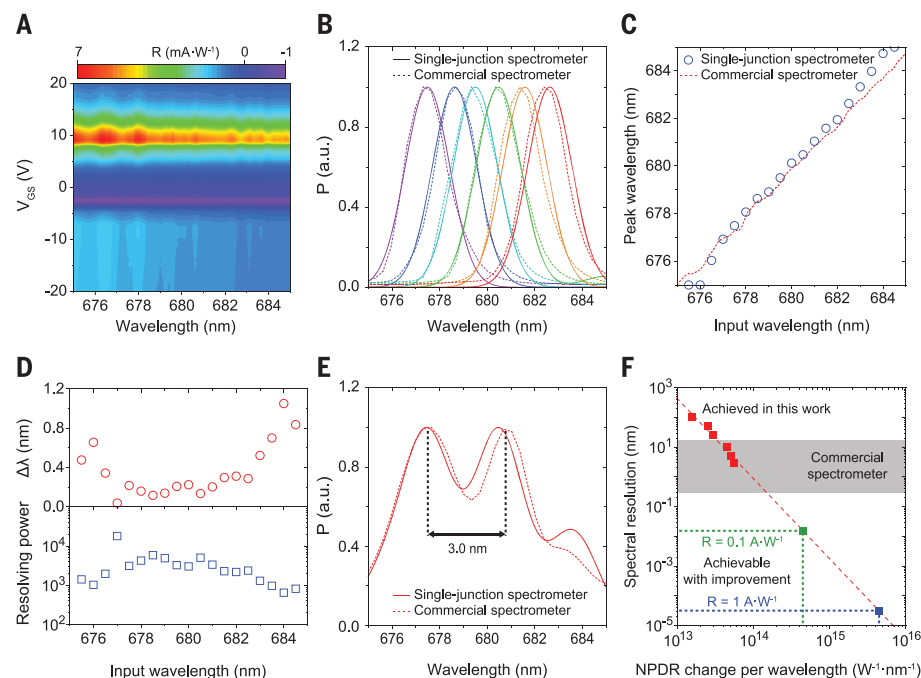 A
7 R (mA·W⁻¹) 0 -1
20
10
0
-10
-20
V_GS (V)
676 678 680 682 684
Wavelength (nm)
B
1.2
0.8
0.4
0.0
P (a.u.)
Single-junction spectrometer
Commercial spectrometer
676 678 680 682 684
Wavelength (nm)
C
684
682
680
678
676
Peak wavelength (nm)
Single-junction spectrometer
Commercial spectrometer
676 678 680 682 684
Input wavelength (nm)
D
1.2
0.8
0.4
0.0
Δλ (nm)
10⁴
10³
10²
Resolving power
676 678 680 682 684
Input wavelength (nm)
E
1.2
0.8
0.4
0.0
P (a.u.)
3.0 nm
Single-junction spectrometer
Commercial spectrometer
676 678 680 682 684
Wavelength (nm)
F
10³
10¹
10⁻¹
10⁻³
10⁻⁵
Spectral resolution (nm)
Achieved in this work
Commercial
spectrometer
R = 0.1 A·W⁻¹
Achievable
with improvement
R = 1 A·W⁻¹
10¹³ 10¹⁴ 10¹⁵ 10¹⁶
NPDR change per wavelength (W⁻¹·nm⁻¹)